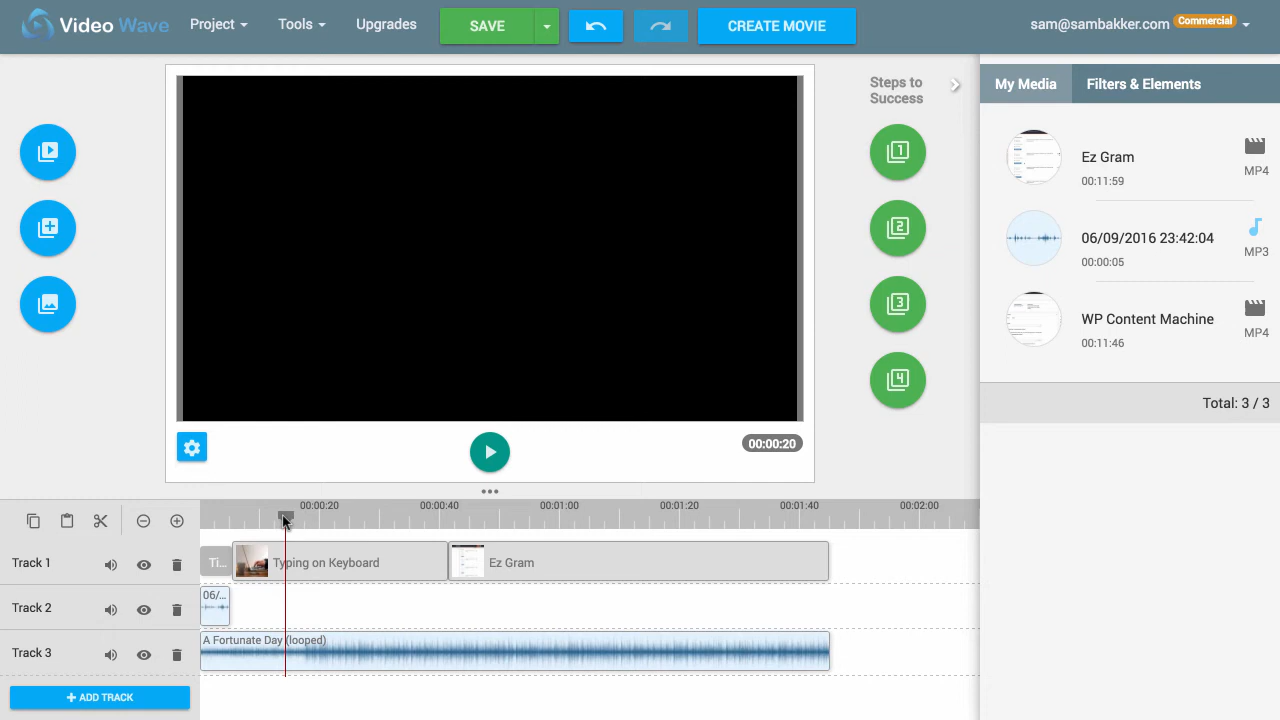 Video Wave
Project
Tools
Upgrades
SAVE
CREATE MOVIE
sam@sambakker.com
Commercial
Steps to
Success
1
2
3
4
My Media
Filters & Elements
Ez Gram
00:11:59
MP4
06/09/2016 23:42:04
00:00:05
MP3
WP Content Machine
00:11:46
MP4
Total: 3 / 3
00:00:20
00:00:20
00:00:40
00:01:00
00:01:20
00:01:40
00:02:00
Track 1
Ti...
Typing on Keyboard
Ez Gram
Track 2
06/...
Track 3
A Fortunate Day (looped)
+ ADD TRACK